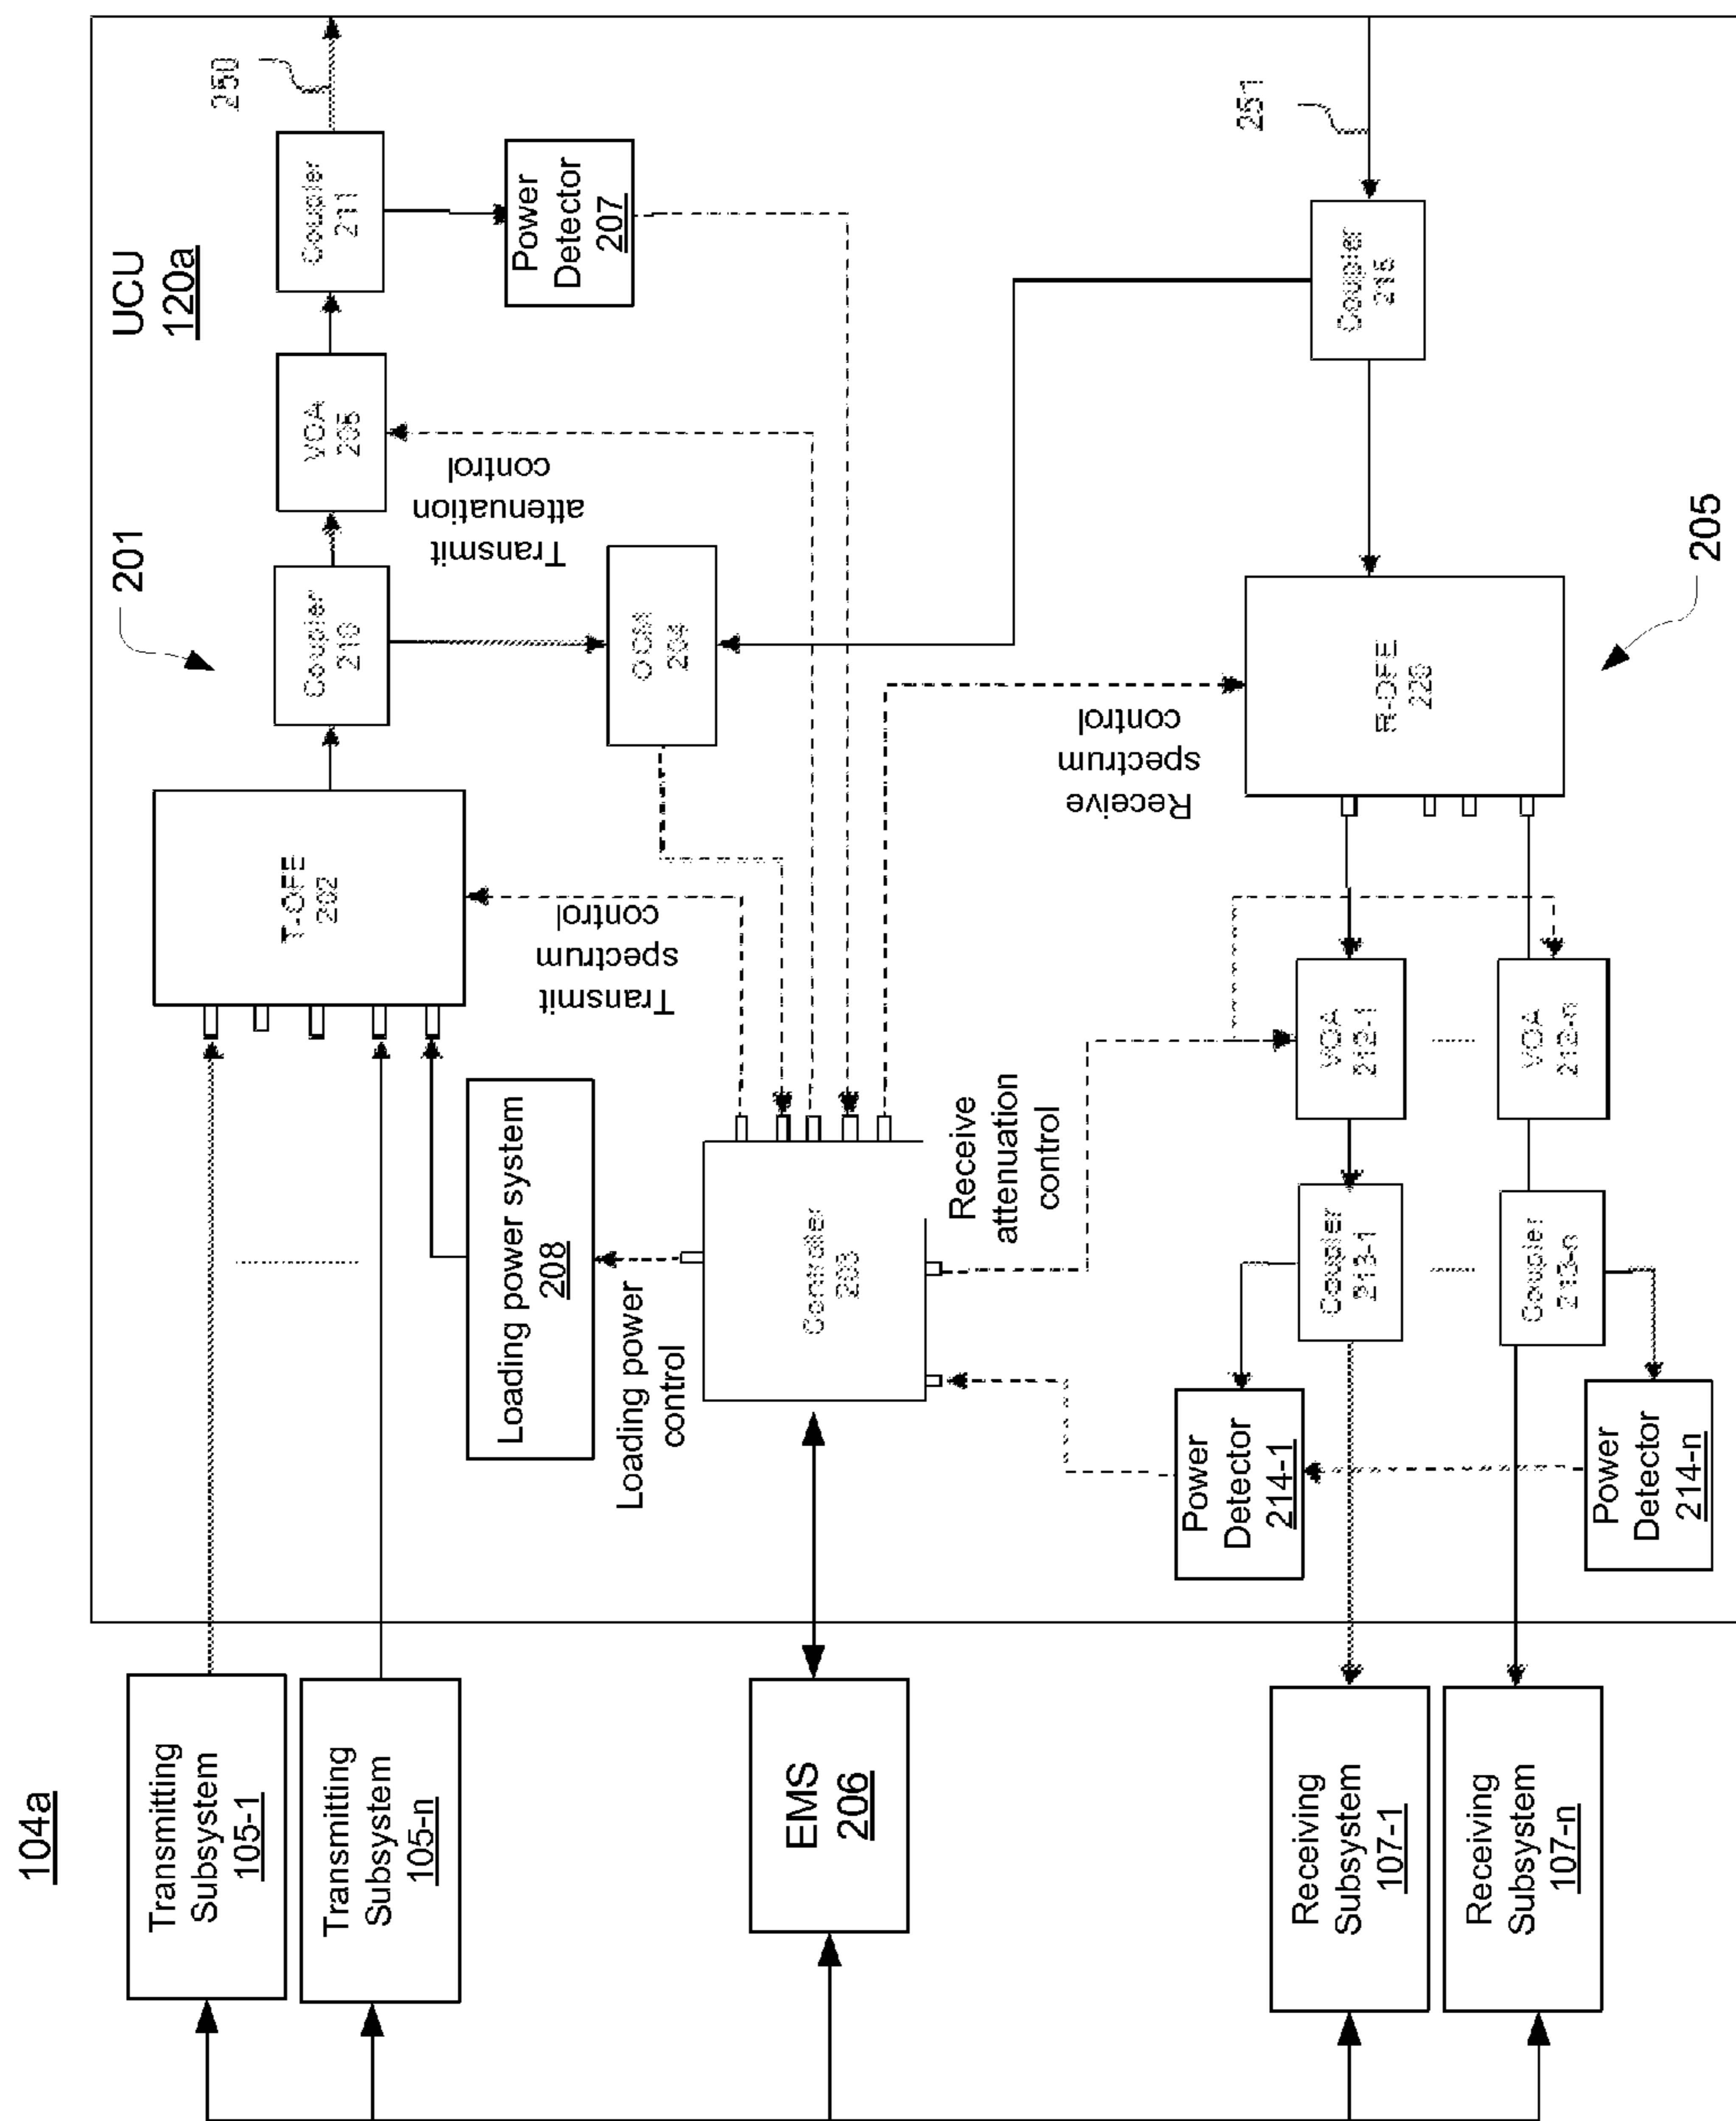 104a
Transmitting
Subsystem
105-1
Transmitting
Subsystem
105-n
EMS
206
Receiving
Subsystem
107-1
Receiving
Subsystem
107-n
UCU
120a
201
T-OFE
202
Coupler
210
VOA
Coupler
211
250
Power
Detector
207
Transmit
attenuation
control
OCM
204
Transmit
spectrum
control
Loading power system
208
Loading power
control
Controller
203
Receive
attenuation
control
Receive
spectrum
control
251
Coupler
215
R-OFE
205
VOA
212-1
VOA
212-n
Coupler
213-1
Coupler
213-n
Power
Detector
214-1
Power
Detector
214-n